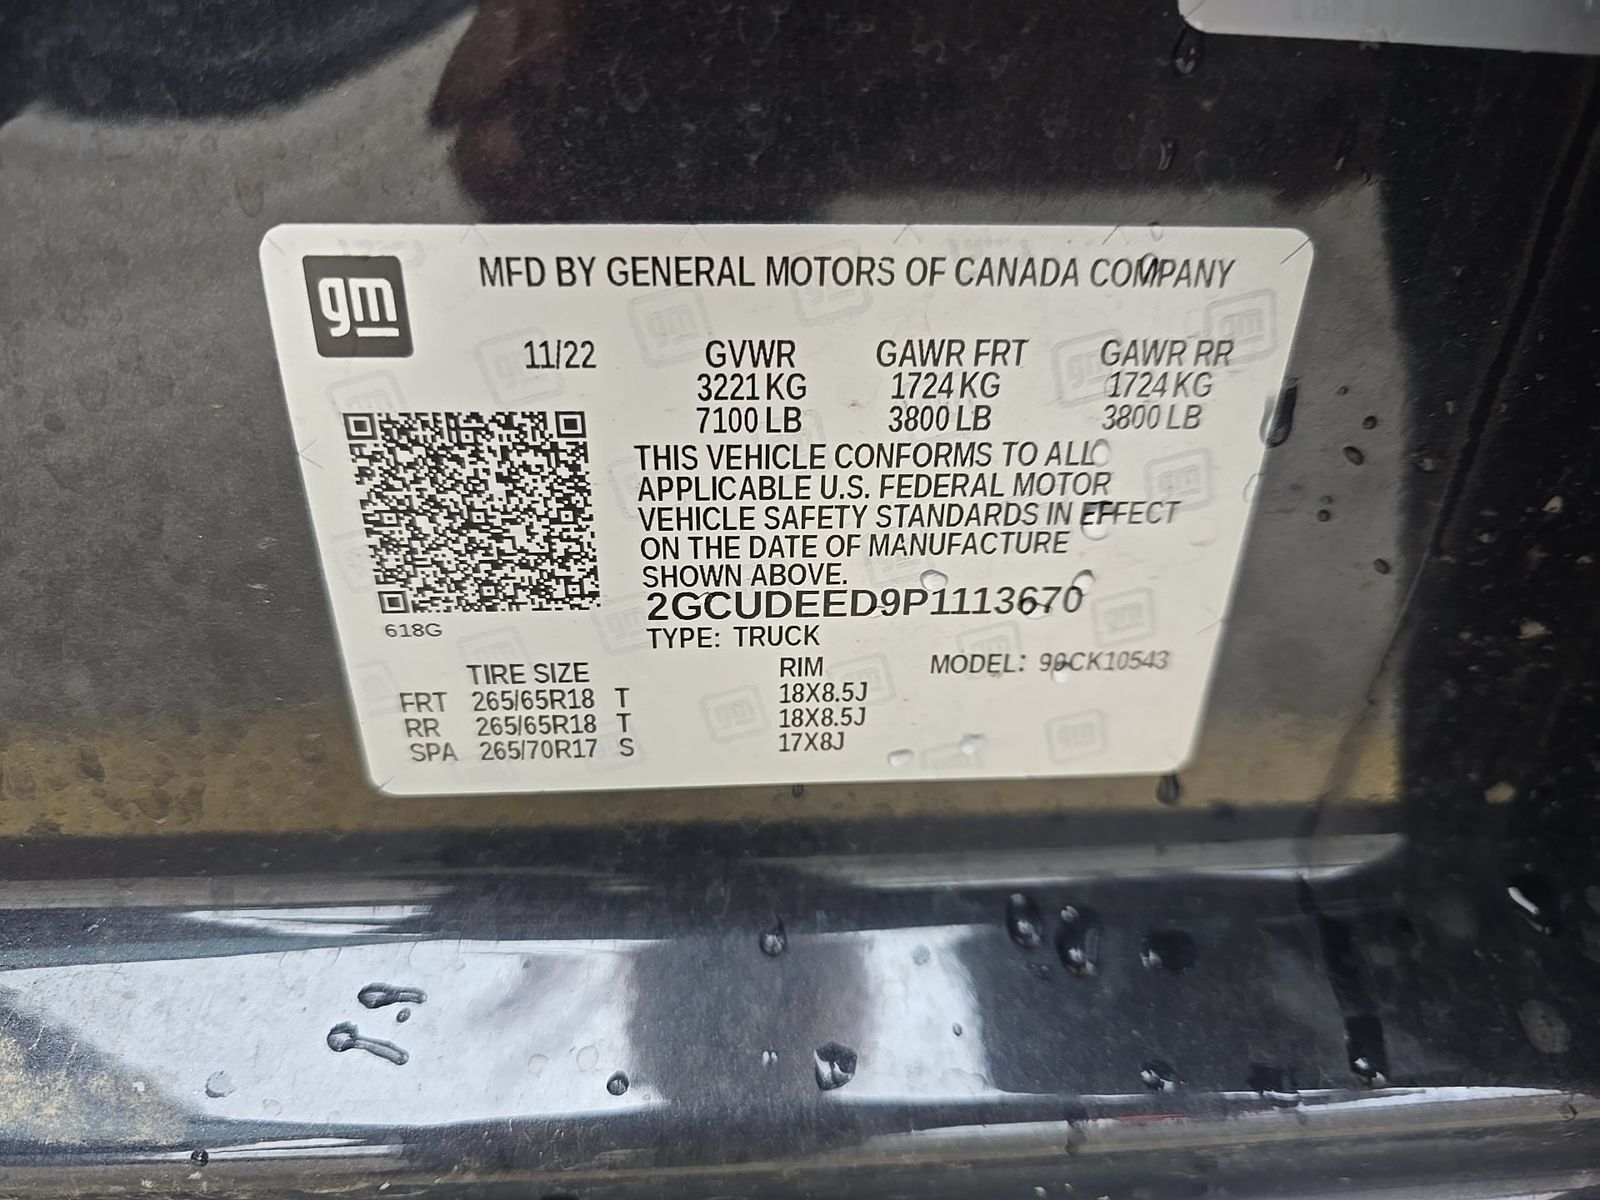 gm
MFD BY GENERAL MOTORS OF CANADA COMPANY
11/22 GVWR GAWR FRT GAWR RR
3221 KG 1724 KG 1724 KG
7100 LB 3800 LB 3800 LB
THIS VEHICLE CONFORMS TO ALL
APPLICABLE U.S. FEDERAL MOTOR
VEHICLE SAFETY STANDARDS IN EFFECT
ON THE DATE OF MANUFACTURE
SHOWN ABOVE.
2GCUDEED9P1113670
618G
TYPE: TRUCK
TIRE SIZE RIM MODEL:
FRT 265/65R18 T 18X8.5J
RR 265/65R18 T 18X8.5J
SPA 265/70R17 S 17X8J